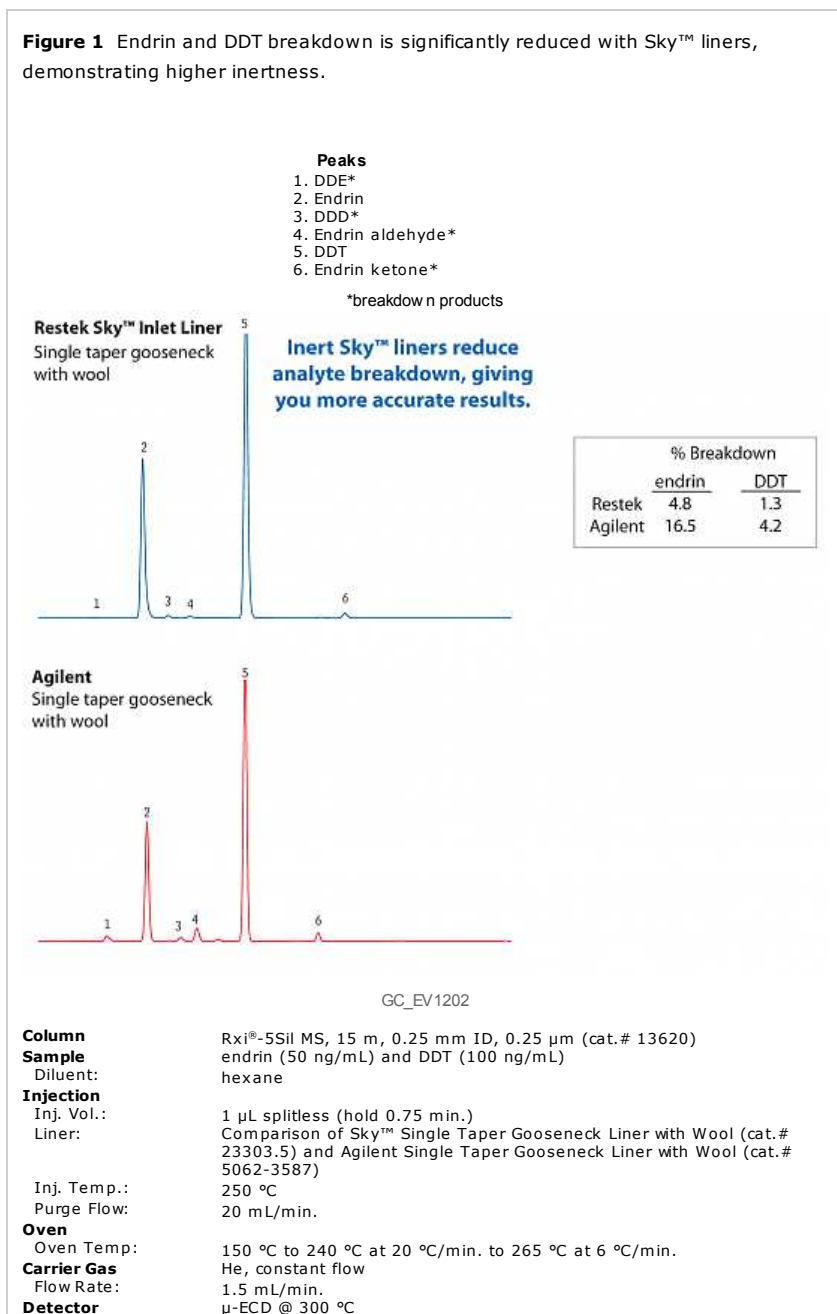 Figure 1 Endrin and DDT breakdown is significantly reduced with Sky™ liners,
demonstrating higher inertness.
Peaks
1. DDE*
2. Endrin
3. DDD*
4. Endrin aldehyde*
5. DDT
6. Endrin ketone*
*breakdown products
Restek Sky™ Inlet Liner
Single taper gooseneck
with wool
5
Inert Sky™ liners reduce
analyte breakdown, giving
you more accurate results.
2
% Breakdown
endrin DDT
Restek 4.8 1.3
Agilent 16.5 4.2
1 3 4 6
Agilent
Single taper gooseneck
with wool
5
2
1 3 4 6
GC_EV1202
Column Rxi®-5Sil MS, 15 m, 0.25 mm ID, 0.25 µm (cat.# 13620)
Sample endrin (50 ng/mL) and DDT (100 ng/mL)
Diluent: hexane
Injection
Inj. Vol.: 1 µL splitless (hold 0.75 min.)
Liner: Comparison of Sky™ Single Taper Gooseneck Liner with Wool (cat.#
23303.5) and Agilent Single Taper Gooseneck Liner with Wool (cat.#
5062-3587)
Inj. Temp.: 250 ºC
Purge Flow: 20 mL/min.
Oven
Oven Temp: 150 ºC to 240 ºC at 20 ºC/min. to 265 ºC at 6 ºC/min.
Carrier Gas He, constant flow
Flow Rate: 1.5 mL/min.
Detector µ-ECD @ 300 ºC